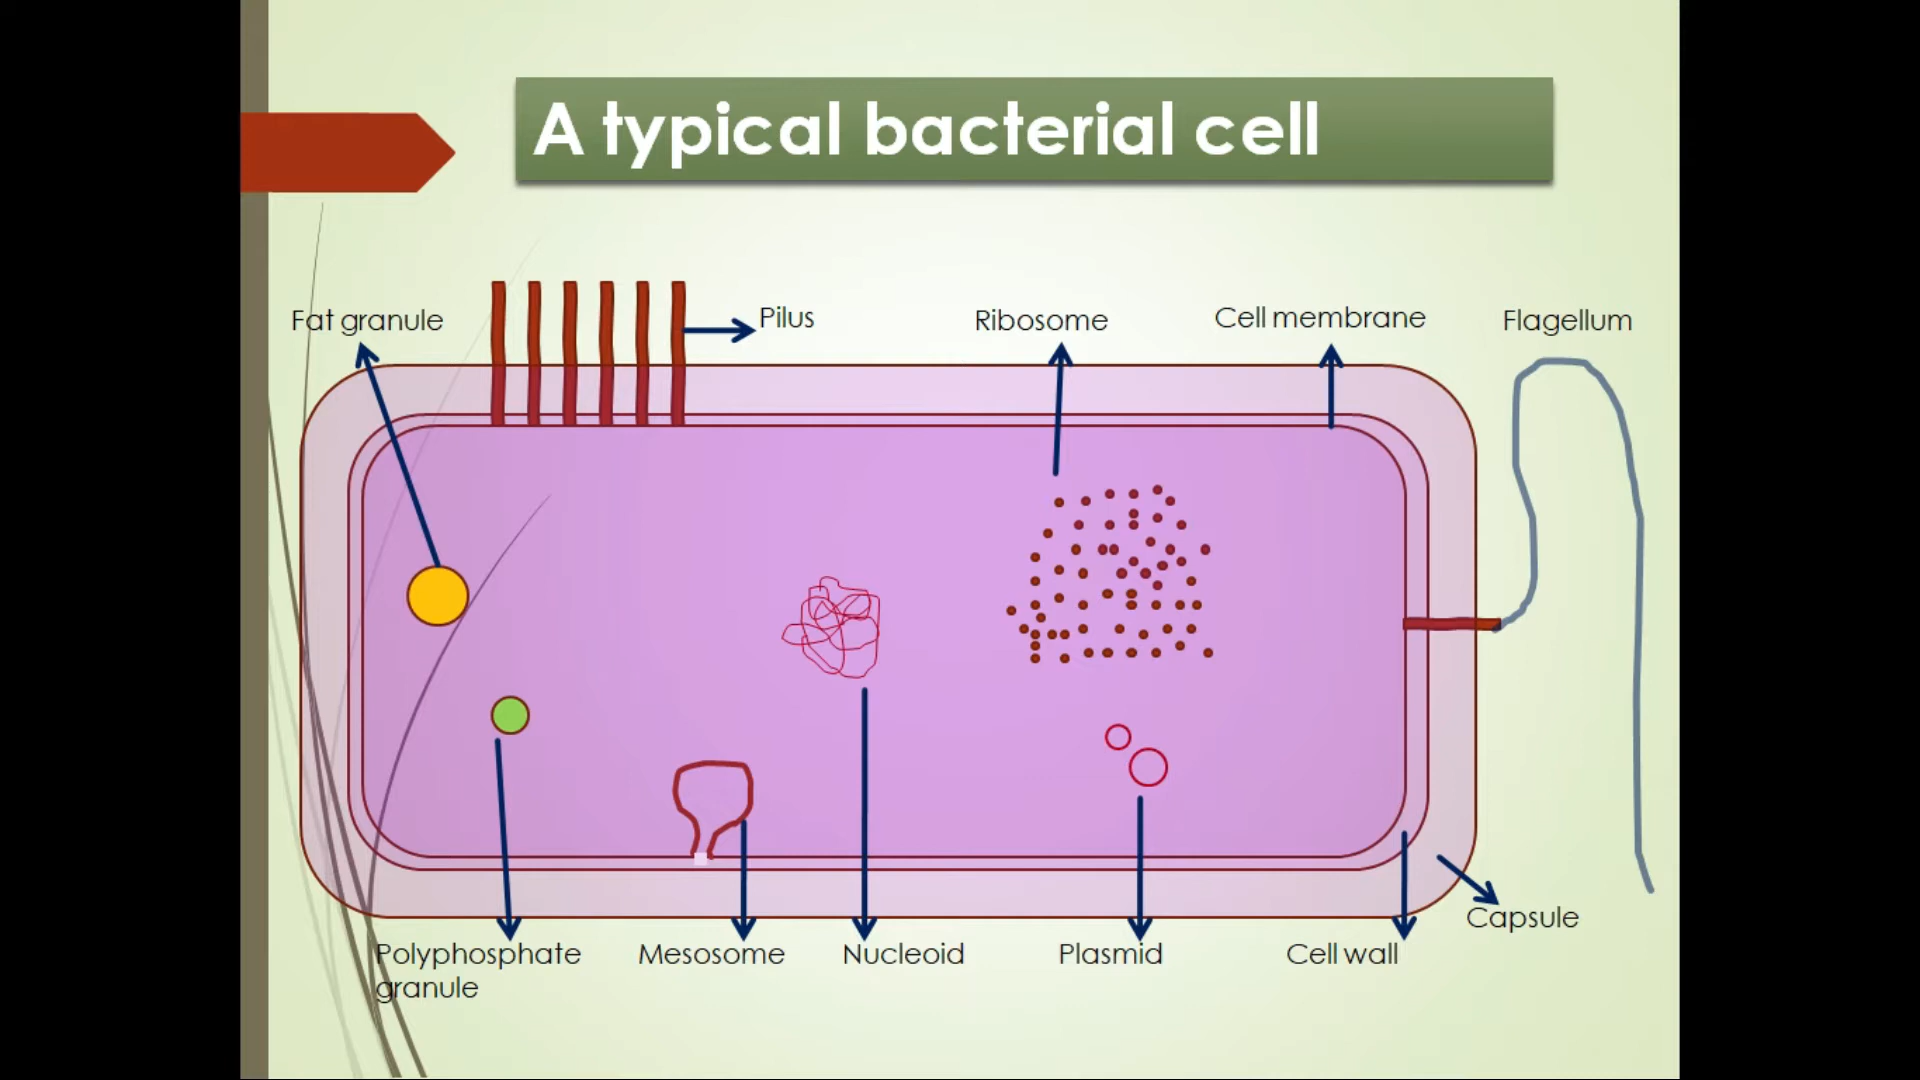 A typical bacterial cell
Fat granule
Pilus
Ribosome
Cell membrane
Flagellum
Polyphosphate
granule
Mesosome
Nucleoid
Plasmid
Cell wall
Capsule